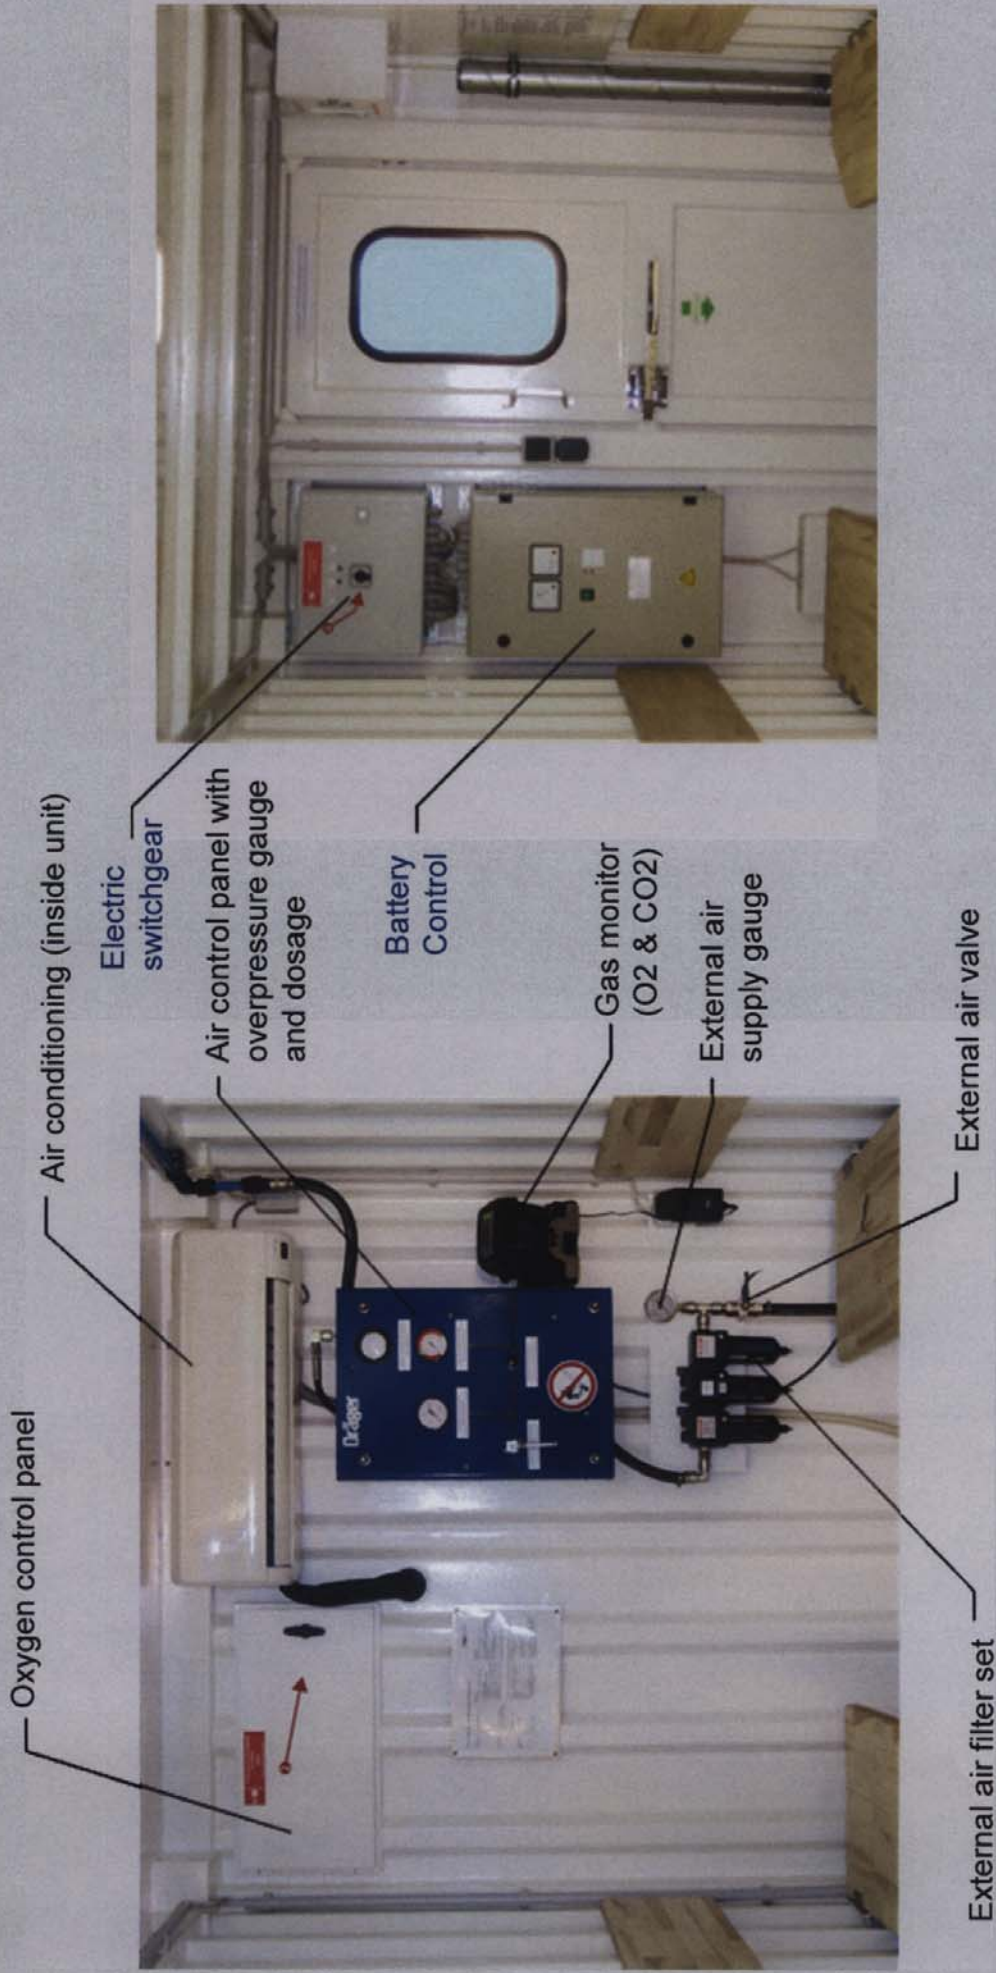 Oxygen control panel
Air conditioning (inside unit)
Electric
switchgear
Air control panel with
overpressure gauge
and dosage
Battery
Control
Gas monitor
(O2 & CO2)
External air
supply gauge
External air valve
External air filter set
Dräger